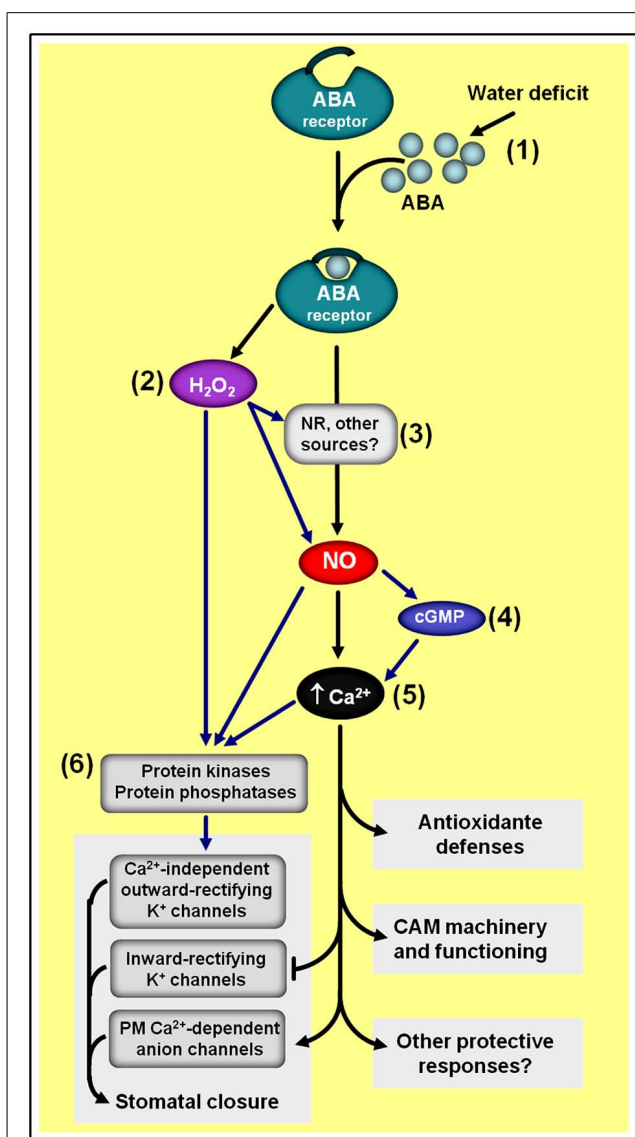 ABA
receptor
Water deficit
(1)
ABA
ABA
receptor
(2)
H₂O₂
NR, other
sources?
(3)
NO
cGMP
(4)
↑ Ca²⁺
(5)
(6)
Protein kinases
Protein phosphatases
Antioxidante
defenses
Ca²⁺-independent
outward-rectifying
K⁺ channels
CAM machinery
and functioning
Inward-rectifying
K⁺ channels
PM Ca²⁺-dependent
anion channels
Other protective
responses?
Stomatal closure